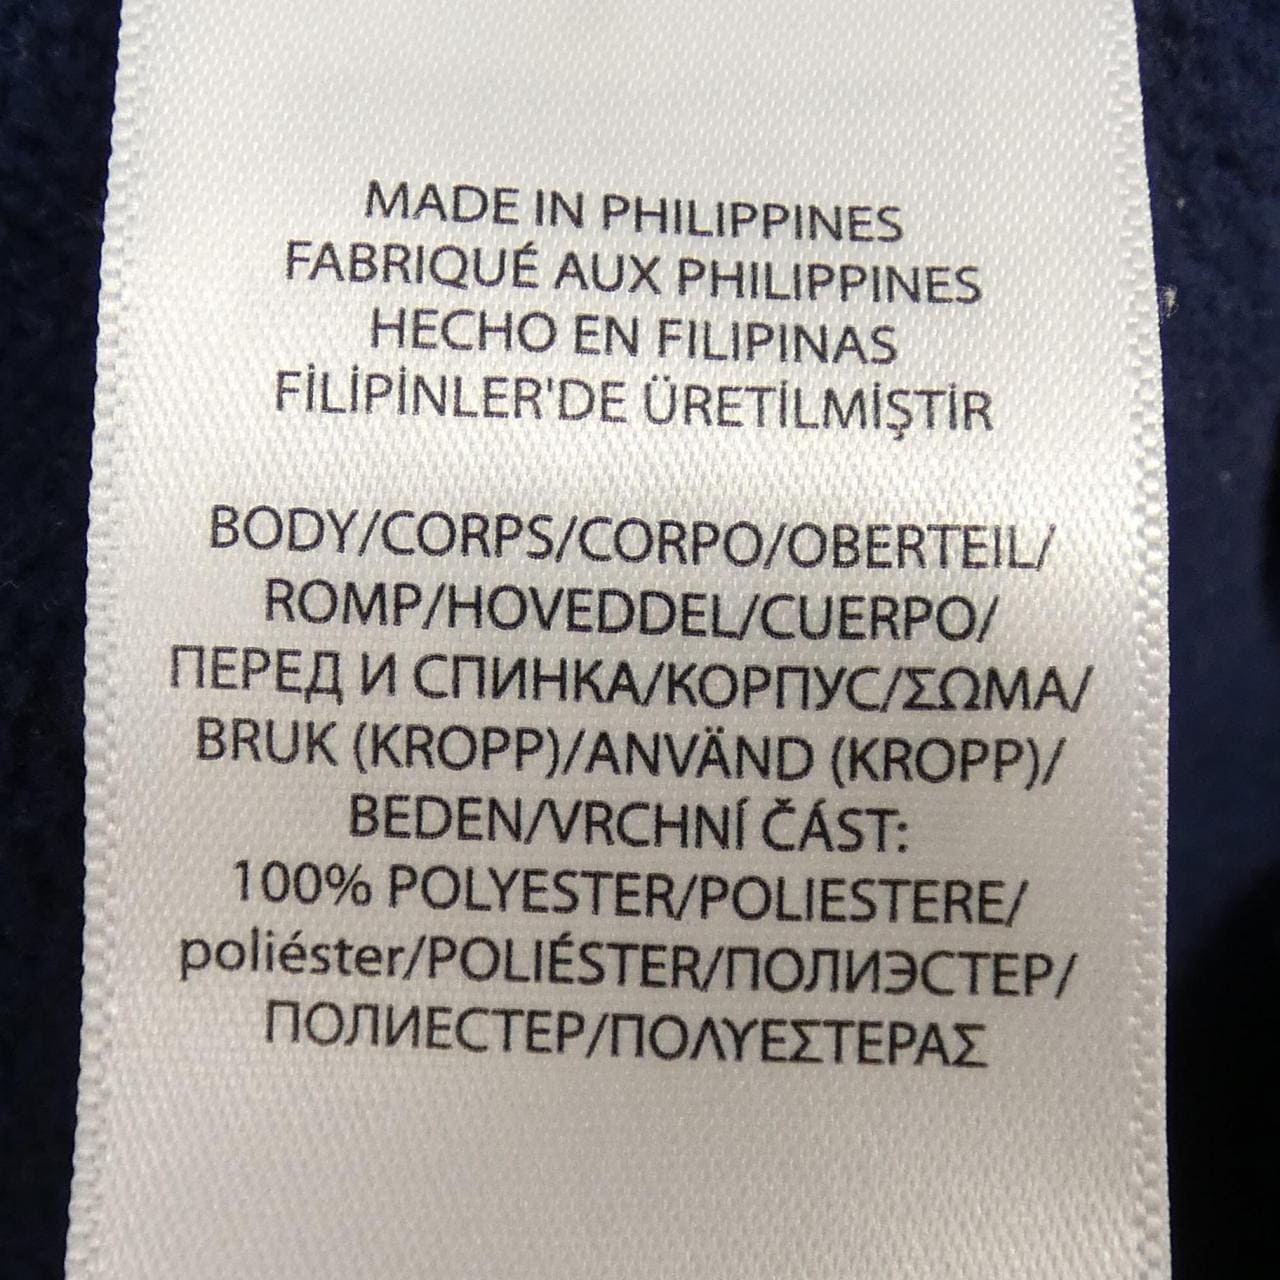 MADE IN PHILIPPINES
FABRIQUÉ AUX PHILIPPINES
HECHO EN FILIPINAS
FİLİPİNLER'DE ÜRETİLMİŞTİR
BODY/CORPS/CORPO/OBERTEIL/
ROMP/HOVEDDEL/CUERPO/
ПЕРЕД И СПИНКА/КОРПУС/ΣΩΜΑ/
BRUK (KROPP)/ANVÄND (KROPP)/
BEDEN/VRCHNÍ ČÁST:
100% POLYESTER/POLIESTERE/
poliéster/POLIÉSTER/ПОЛИЭСТЕР/
ПОЛИЕСТЕР/ΠΟΛΥΕΣΤΕΡΑΣ